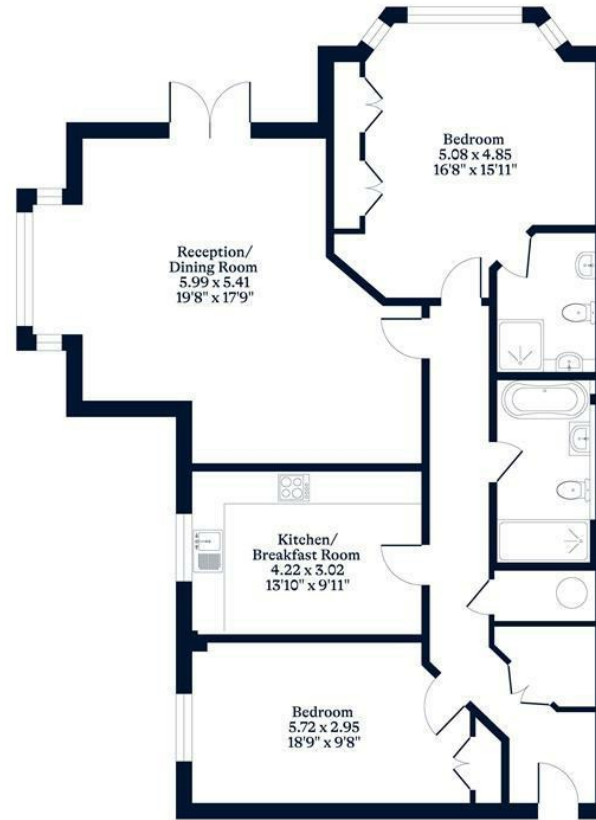 Bedroom
5.08 x 4.85
16'8" x 15'11"
Reception/
Dining Room
5.99 x 5.41
19'8" x 17'9"
Kitchen/
Breakfast Room
4.22 x 3.02
13'10" x 9'11"
Bedroom
5.72 x 2.95
18'9" x 9'8"